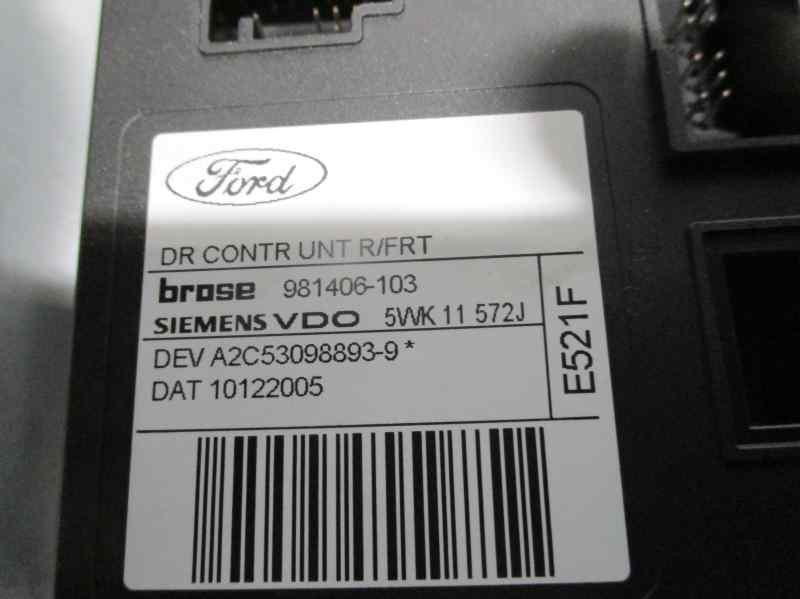 Ford
DR CONTR UNT R/FRT
brose 981406-103
SIEMENS VDO 5WK 11 572J
DEV A2C53098893-9 *
DAT 10122005
E521F